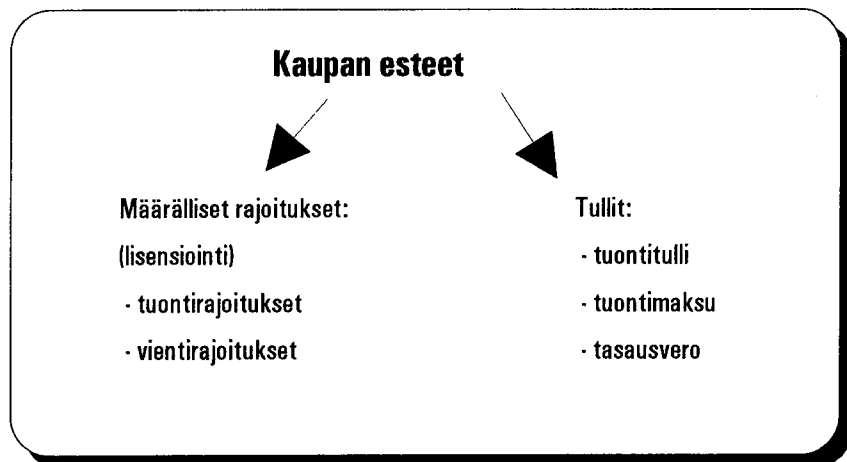 Kaupan esteet
Määrälliset rajoitukset:
(lisensiointi)
- tuontirajoitukset
- vientirajoitukset
Tullit:
- tuontitulli
- tuontimaksu
- tasausvero